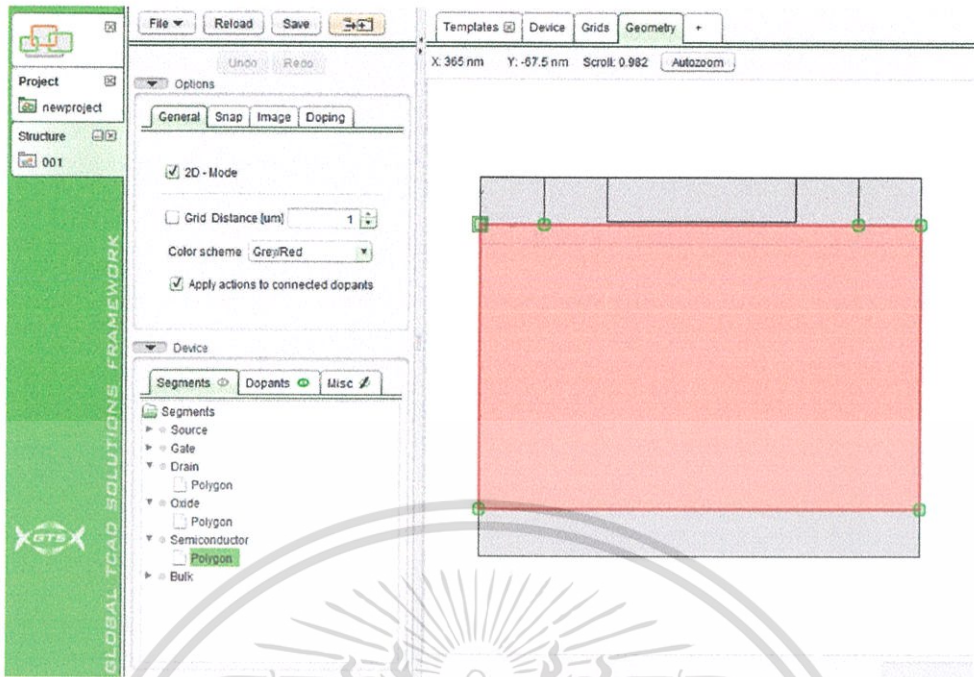 File Reload Save
Templates Device Grids Geometry +
Undo Redo
X: 365 nm Y: -67.5 nm Scroll: 0.982 Autozoom
Project
newproject
Structure
001
Options
General Snap Image Doping
2D - Mode
Grid Distance [um] 1
Color scheme Grey/Red
Apply actions to connected dopants
Device
Segments Dopants Misc
Segments
Source
Gate
Drain
Polygon
Oxide
Polygon
Semiconductor
Polygon
Bulk
GTS
GLOBAL TCAD SOLUTIONS FRAMEWORK